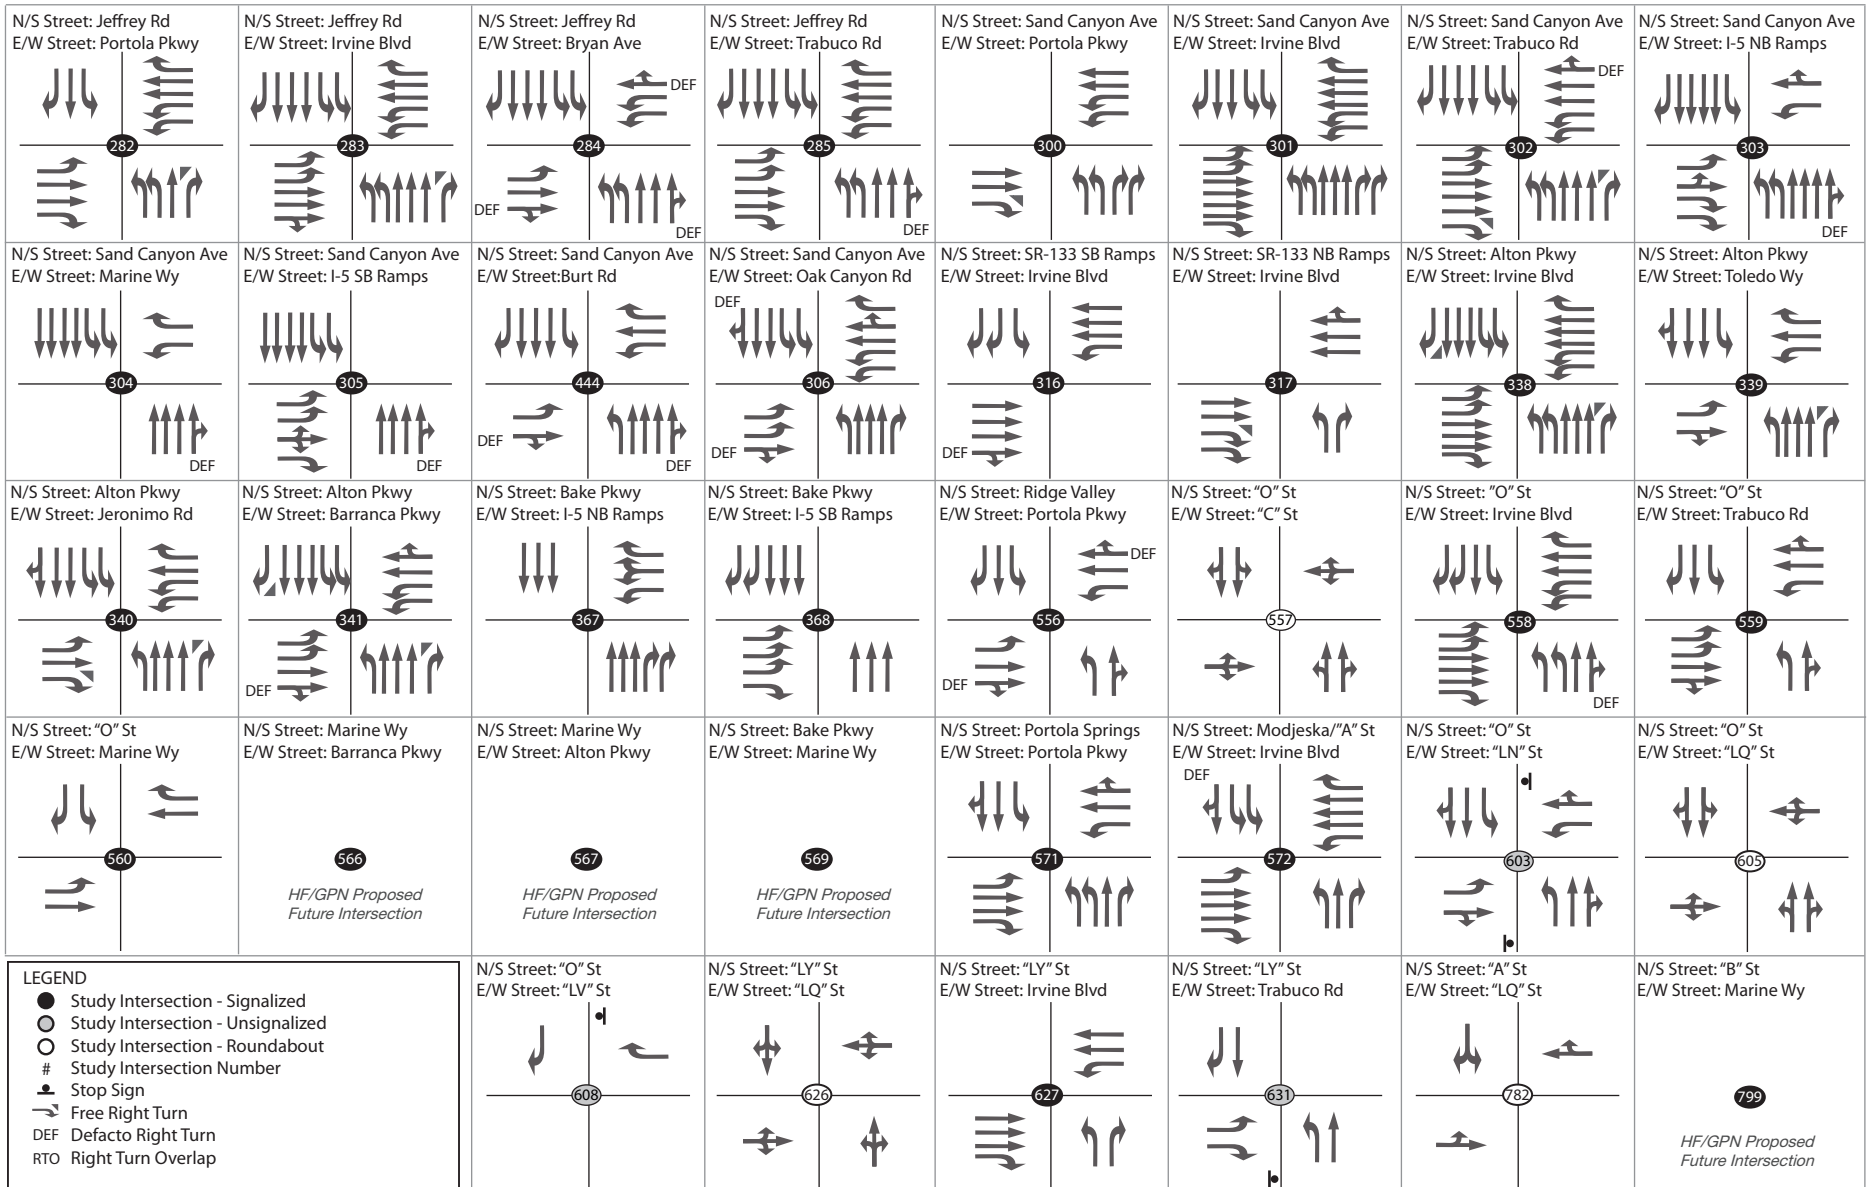 N/S Street: Jeffrey Rd
E/W Street: Portola Pkwy
282
N/S Street: Jeffrey Rd
E/W Street: Irvine Blvd
283
N/S Street: Jeffrey Rd
E/W Street: Bryan Ave
DEF
284
DEF
DEF
N/S Street: Jeffrey Rd
E/W Street: Trabuco Rd
285
DEF
N/S Street: Sand Canyon Ave
E/W Street: Portola Pkwy
300
N/S Street: Sand Canyon Ave
E/W Street: Irvine Blvd
301
N/S Street: Sand Canyon Ave
E/W Street: Trabuco Rd
DEF
302
N/S Street: Sand Canyon Ave
E/W Street: I-5 NB Ramps
303
DEF
N/S Street: Sand Canyon Ave
E/W Street: Marine Wy
304
DEF
N/S Street: Sand Canyon Ave
E/W Street: I-5 SB Ramps
305
DEF
N/S Street: Sand Canyon Ave
E/W Street:Burt Rd
444
DEF
DEF
N/S Street: Sand Canyon Ave
E/W Street: Oak Canyon Rd
DEF
306
DEF
N/S Street: SR-133 SB Ramps
E/W Street: Irvine Blvd
316
DEF
N/S Street: SR-133 NB Ramps
E/W Street: Irvine Blvd
317
N/S Street: Alton Pkwy
E/W Street: Irvine Blvd
338
N/S Street: Alton Pkwy
E/W Street: Toledo Wy
339
N/S Street: Alton Pkwy
E/W Street: Jeronimo Rd
340
N/S Street: Alton Pkwy
E/W Street: Barranca Pkwy
341
DEF
N/S Street: Bake Pkwy
E/W Street: I-5 NB Ramps
367
N/S Street: Bake Pkwy
E/W Street: I-5 SB Ramps
368
N/S Street: Ridge Valley
E/W Street: Portola Pkwy
DEF
556
DEF
N/S Street: “O” St
E/W Street: “C” St
557
N/S Street: ”O” St
E/W Street: Irvine Blvd
558
DEF
N/S Street: “O” St
E/W Street: Trabuco Rd
559
N/S Street: “O” St
E/W Street: Marine Wy
560
N/S Street: Marine Wy
E/W Street: Barranca Pkwy
566
HF/GPN Proposed
Future Intersection
N/S Street: Marine Wy
E/W Street: Alton Pkwy
567
HF/GPN Proposed
Future Intersection
N/S Street: Bake Pkwy
E/W Street: Marine Wy
569
HF/GPN Proposed
Future Intersection
N/S Street: Portola Springs
E/W Street: Portola Pkwy
571
N/S Street: Modjeska/”A” St
E/W Street: Irvine Blvd
DEF
572
N/S Street: “O” St
E/W Street: “LN” St
603
N/S Street: “O” St
E/W Street: “LQ” St
605
LEGEND
Study Intersection - Signalized
Study Intersection - Unsignalized
Study Intersection - Roundabout
# Study Intersection Number
Stop Sign
Free Right Turn
DEF Defacto Right Turn
RTO Right Turn Overlap
N/S Street: “O” St
E/W Street: “LV” St
608
N/S Street: “LY” St
E/W Street: “LQ” St
626
N/S Street: “LY” St
E/W Street: Irvine Blvd
627
N/S Street: “LY” St
E/W Street: Trabuco Rd
631
N/S Street: “A” St
E/W Street: “LQ” St
782
N/S Street: “B” St
E/W Street: Marine Wy
799
HF/GPN Proposed
Future Intersection